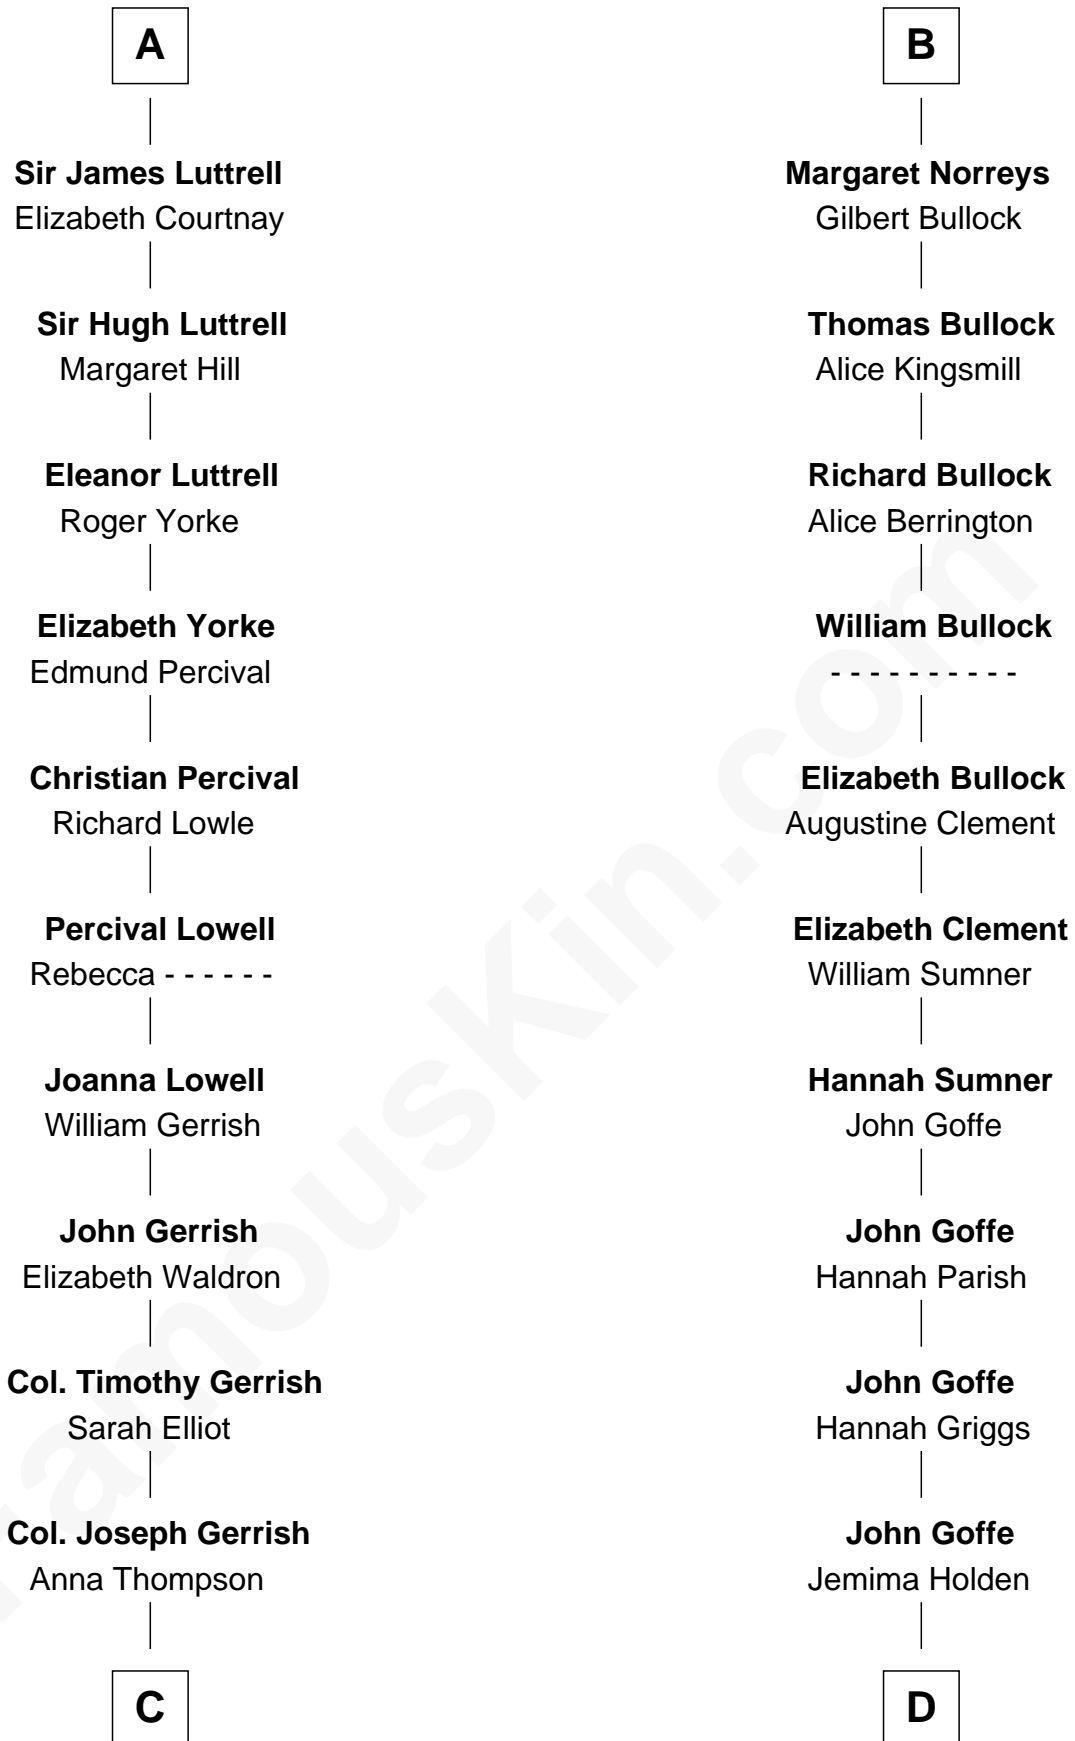 A
Sir James Luttrell
Elizabeth Courtnay
Sir Hugh Luttrell
Margaret Hill
Eleanor Luttrell
Roger Yorke
Elizabeth Yorke
Edmund Percival
Christian Percival
Richard Lowle
Percival Lowell
Rebecca - - - - - -
Joanna Lowell
William Gerrish
John Gerrish
Elizabeth Waldron
Col. Timothy Gerrish
Sarah Elliot
Col. Joseph Gerrish
Anna Thompson
C
B
Margaret Norreys
Gilbert Bullock
Thomas Bullock
Alice Kingsmill
Richard Bullock
Alice Berrington
William Bullock
- - - - - - - - - -
Elizabeth Bullock
Augustine Clement
Elizabeth Clement
William Sumner
Hannah Sumner
John Goffe
John Goffe
Hannah Parish
John Goffe
Hannah Griggs
John Goffe
Jemima Holden
D
FamousKin.com